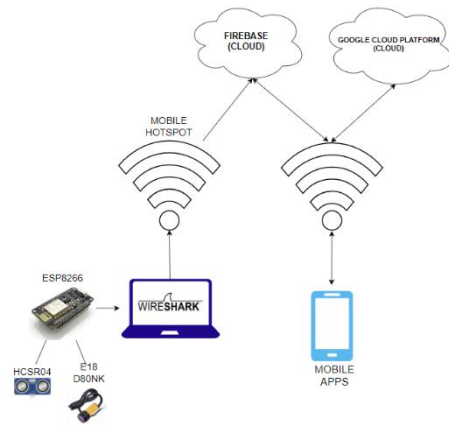 FIREBASE
(CLOUD)
GOOGLE CLOUD PLATFORM
(CLOUD)
MOBILE
HOTSPOT
ESP8266
WIRESHARK
HCSR04
E18
D80NK
MOBILE
APPS